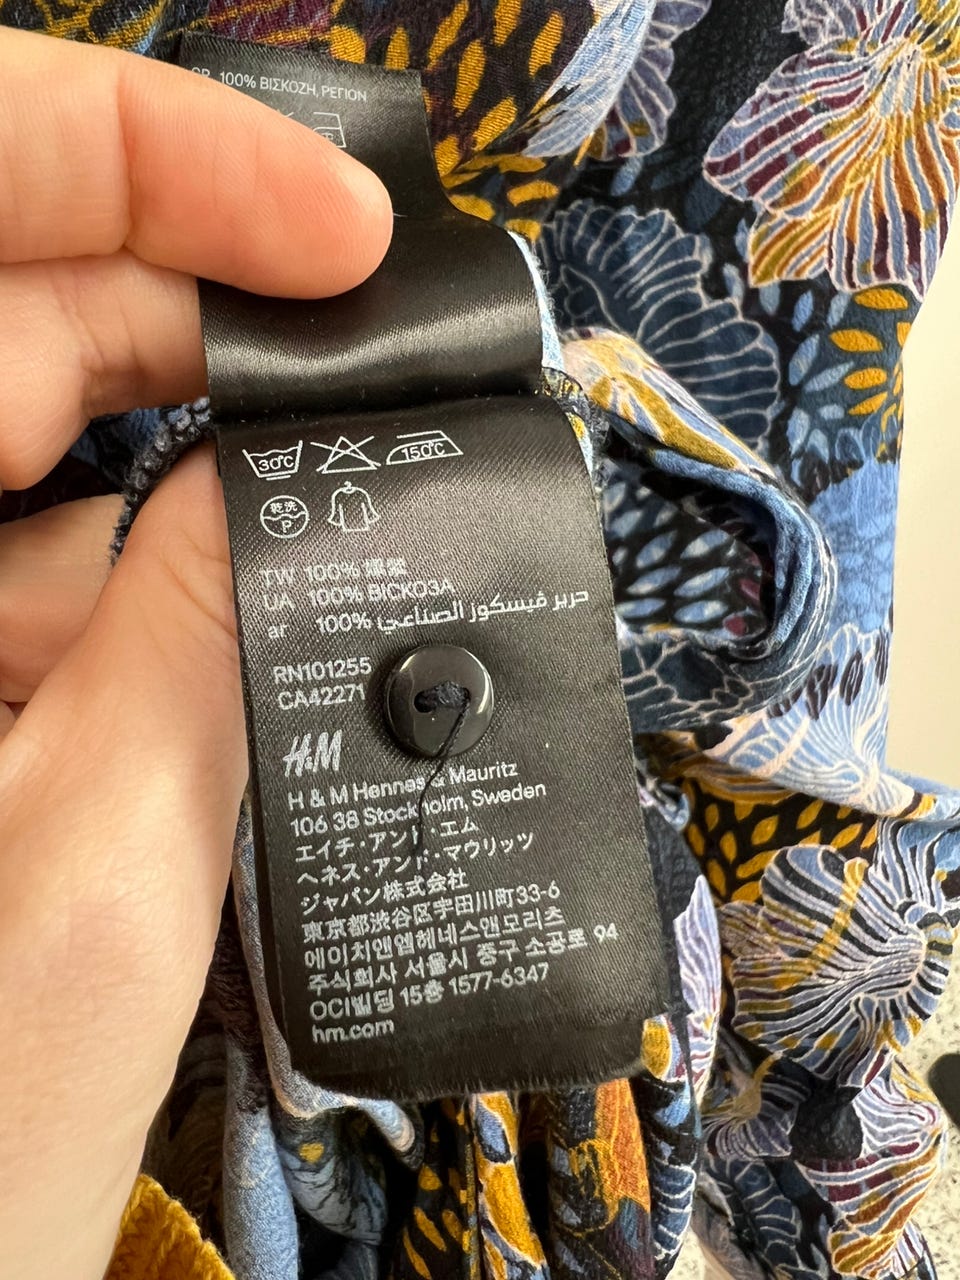 GR 100% ΒΙΣΚΟΖΗ, ΡΕΓΙΟΝ
30°C 150°C
乾洗
P
TW 100% 嫘縈
UA 100% ВІСКОЗА
ar 100% حرير فيسكوز الصناعي
RN101255
CA42271
H&M
H & M Hennes & Mauritz
106 38 Stockholm, Sweden
エイチ・アンド・エム
ヘネス・アンド・マウリッツ
ジャパン株式会社
東京都渋谷区宇田川町33-6
에이치앤엠헤네스앤모리츠
주식회사 서울시 중구 소공로 94
OCI빌딩 15층 1577-6347
hm.com